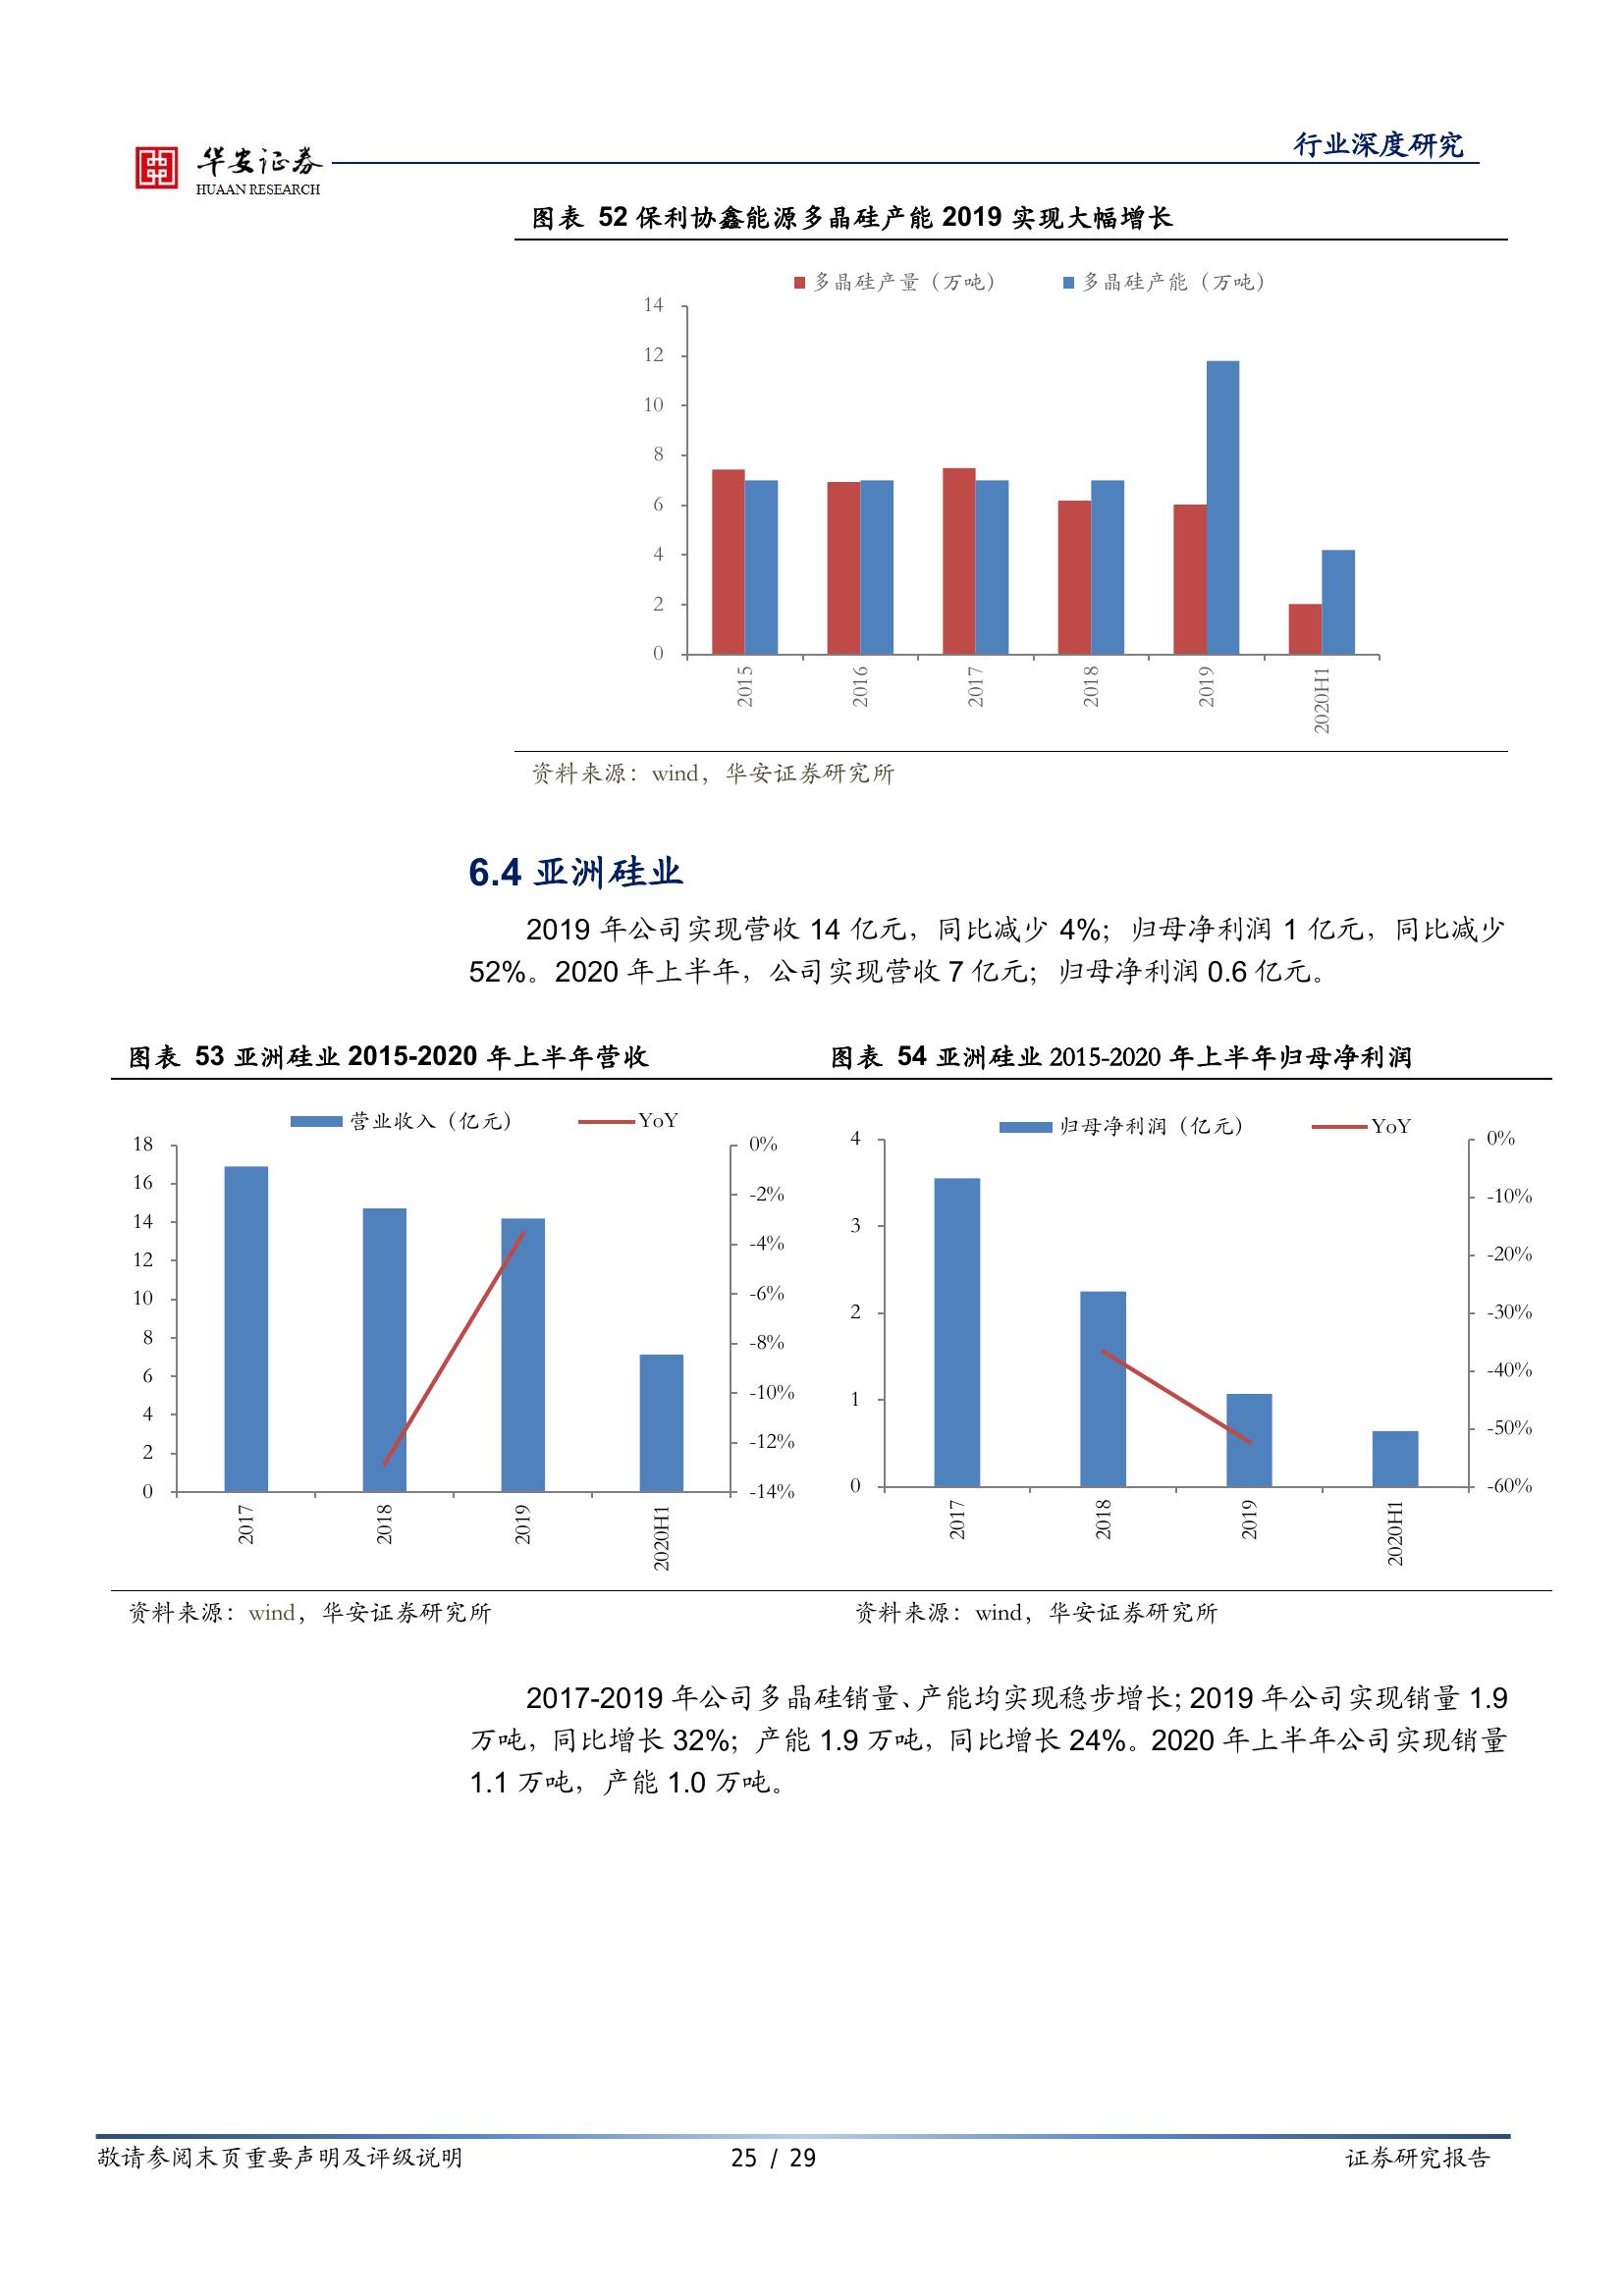 华安证券
HUAAN RESEARCH
行业深度研究
图表 52 保利协鑫能源多晶硅产能 2019 实现大幅增长
多晶硅产量（万吨） 多晶硅产能（万吨）
14
12
10
8
6
4
2
0
2015 2016 2017 2018 2019 2020H1
资料来源：wind，华安证券研究所
6.4 亚洲硅业
2019 年公司实现营收 14 亿元，同比减少 4%；归母净利润 1 亿元，同比减少
52%。2020 年上半年，公司实现营收 7 亿元；归母净利润 0.6 亿元。
图表 53 亚洲硅业 2015-2020 年上半年营收
营业收入（亿元） YoY
18
16
14
12
10
8
6
4
2
0
0%
-2%
-4%
-6%
-8%
-10%
-12%
-14%
2017 2018 2019 2020H1
资料来源：wind，华安证券研究所
图表 54 亚洲硅业 2015-2020 年上半年归母净利润
归母净利润（亿元） YoY
4
3
2
1
0
0%
-10%
-20%
-30%
-40%
-50%
-60%
2017 2018 2019 2020H1
资料来源：wind，华安证券研究所
2017-2019 年公司多晶硅销量、产能均实现稳步增长；2019 年公司实现销量 1.9
万吨，同比增长 32%；产能 1.9 万吨，同比增长 24%。2020 年上半年公司实现销量
1.1 万吨，产能 1.0 万吨。
敬请参阅末页重要声明及评级说明 25 / 29 证券研究报告